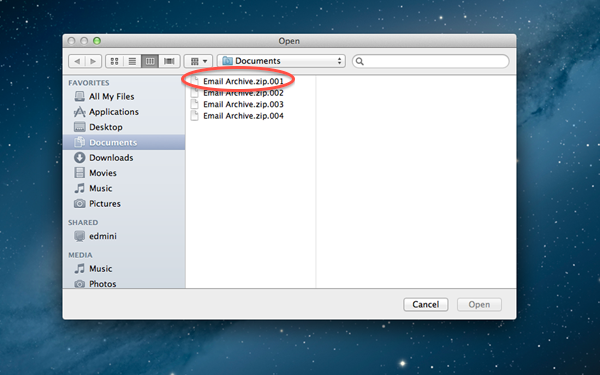 Open
Documents
FAVORITES
All My Files
Applications
Desktop
Documents
Downloads
Movies
Music
Pictures
SHARED
edmini
MEDIA
Music
Photos
Email Archive.zip.001
Email Archive.zip.002
Email Archive.zip.003
Email Archive.zip.004
Cancel
Open